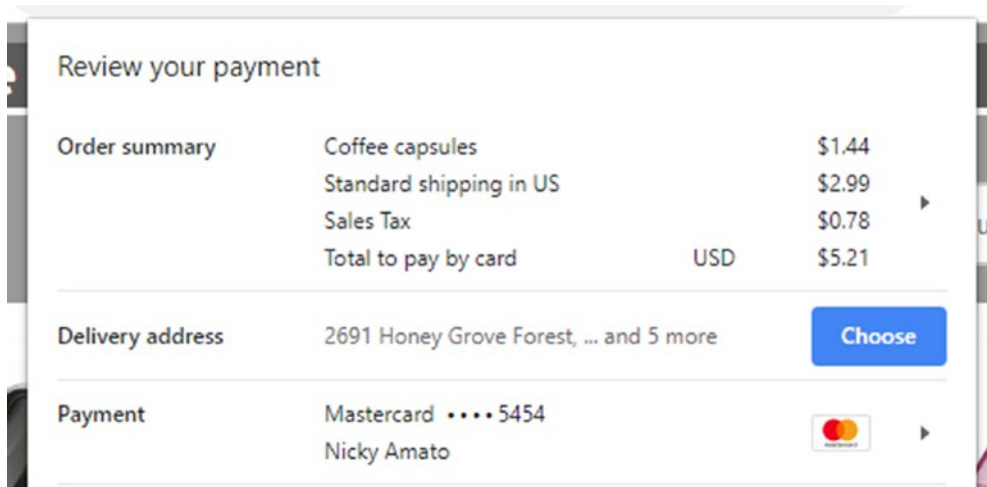 Review your payment
Order summary Coffee capsules $1.44
Standard shipping in US $2.99
Sales Tax $0.78
Total to pay by card USD $5.21
Delivery address 2691 Honey Grove Forest, ... and 5 more Choose
Payment Mastercard •••• 5454
Nicky Amato